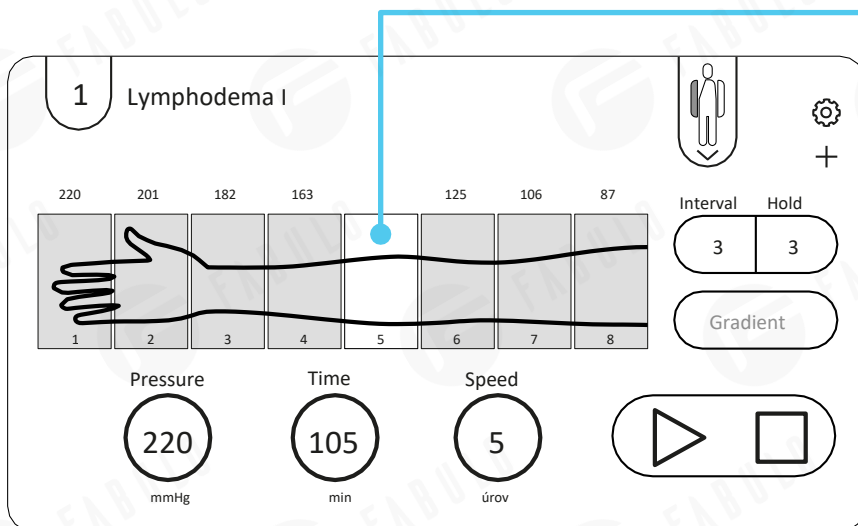 1 Lymphodema I
220 201 182 163 125 106 87
Interval Hold
3 3
1 2 3 4 5 6 7 8
Gradient
Pressure Time Speed
220 105 5
mmHg min úrov
FABULO